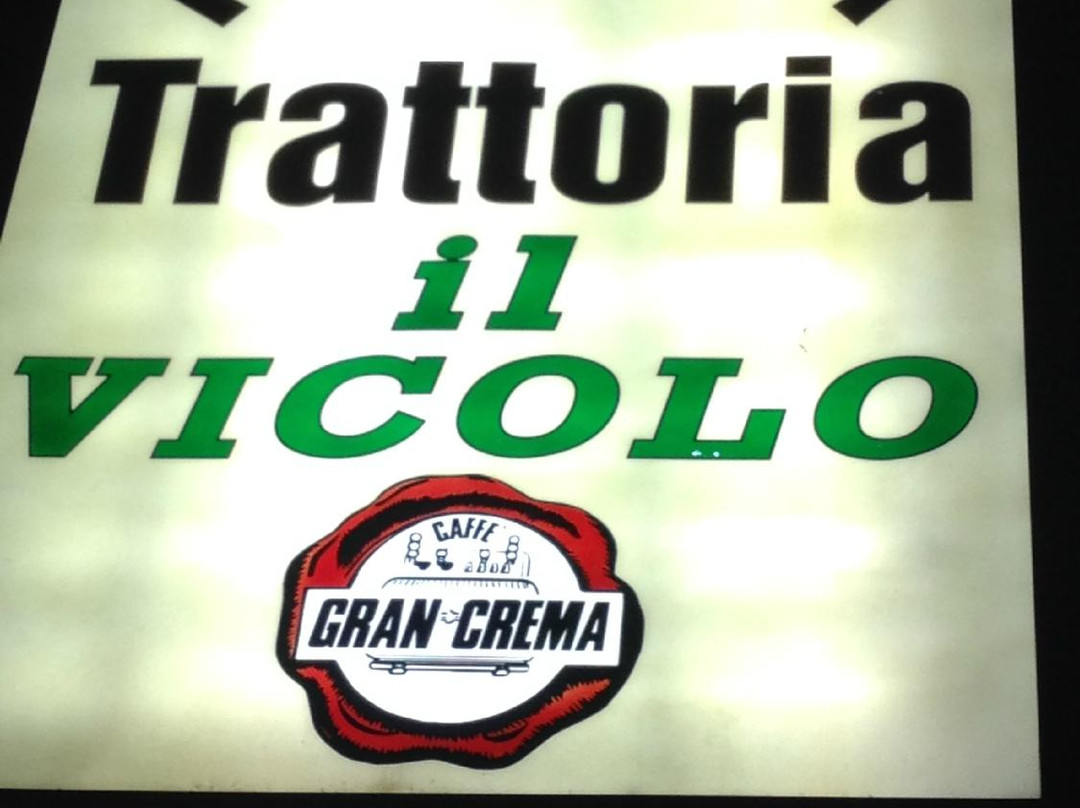 Trattoria
il
VICOLO
CAFFE
GRAN CREMA